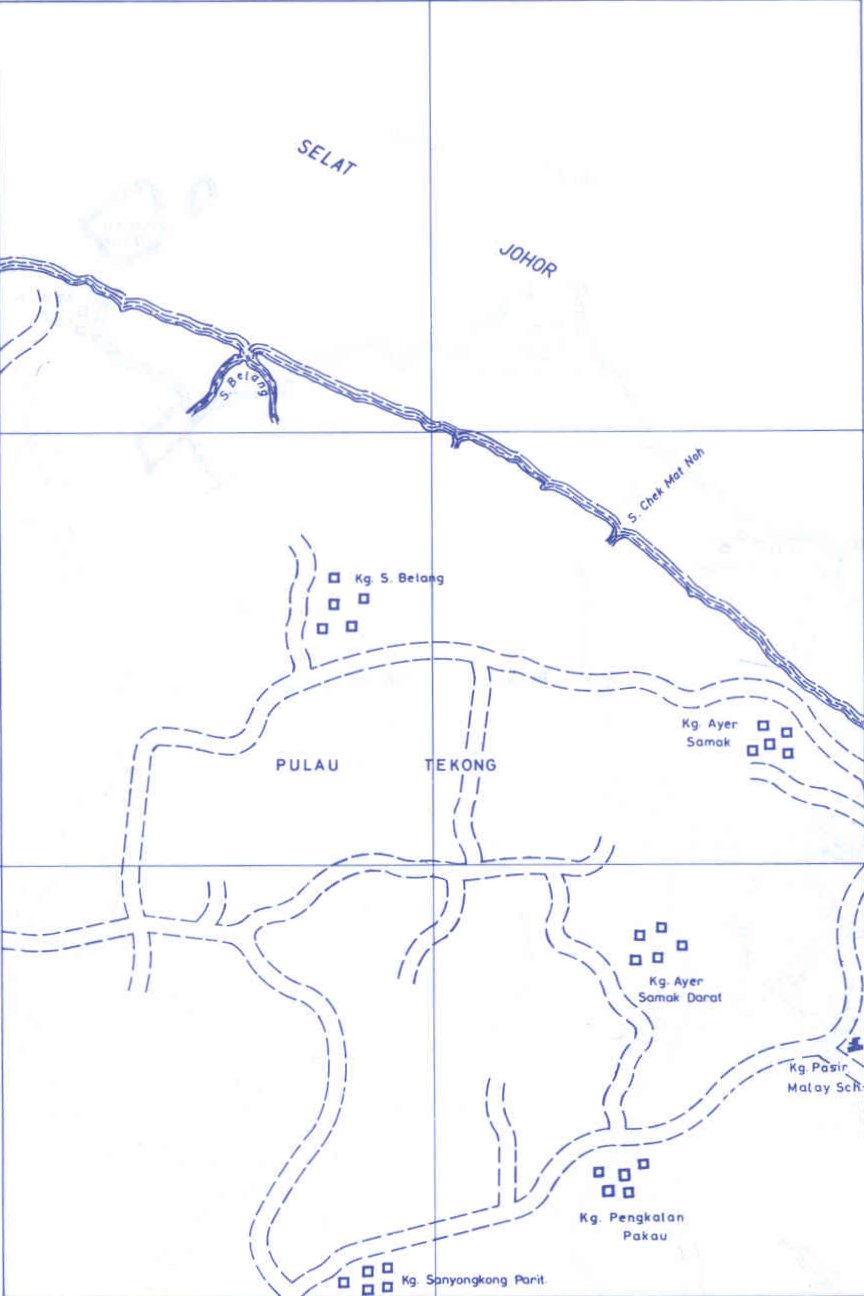 SELAT
JOHOR
S. Belang
S. Chek Mat Noh
Kg. S. Belang
Kg. Ayer
Samak
PULAU TEKONG
Kg. Ayer
Samak Darat
Kg. Pasir
Malay Sch.
Kg. Pengkalan
Pakau
Kg. Sanyongkong Parit.